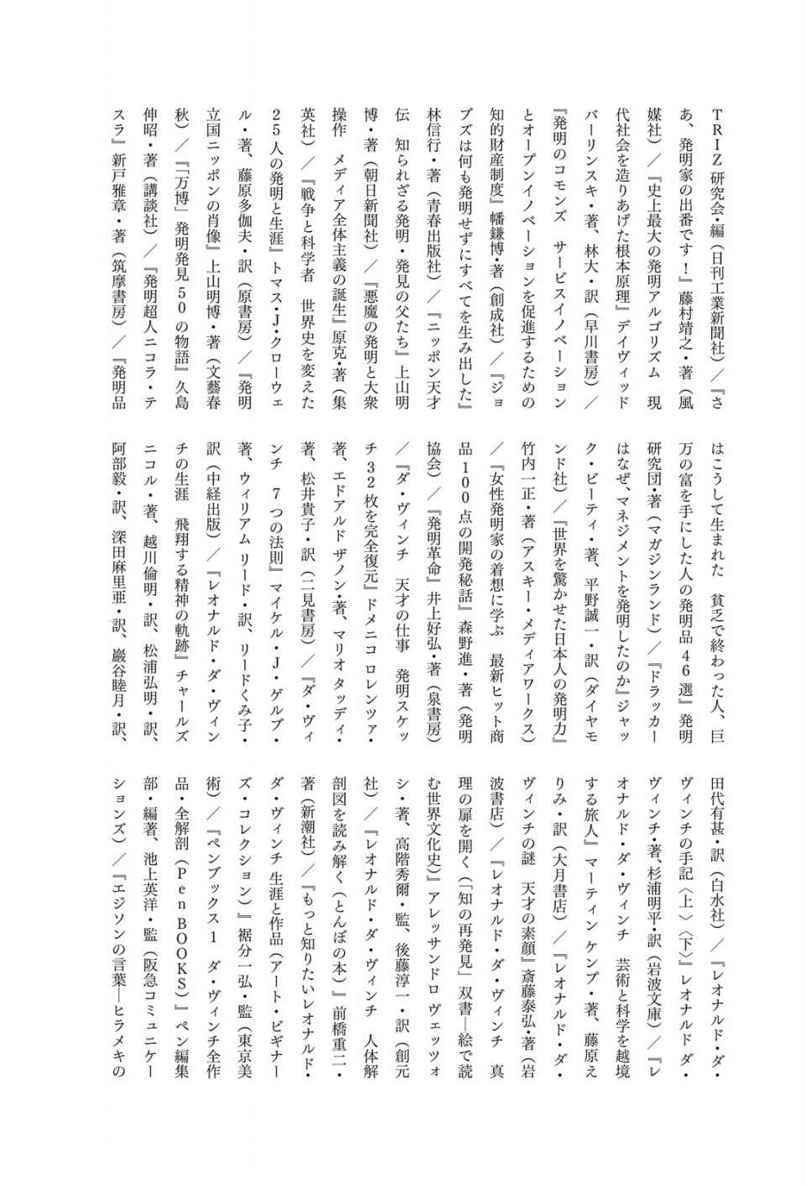 TRIZ研究会・編（日刊工業新聞社）／『さ
あ、発明家の出番です！』藤村靖之・著（風
媒社）／『史上最大の発明アルゴリズム　現
代社会を造りあげた根本原理』デイヴィッド
バーリンスキ・著、林大・訳（早川書房）／
『発明のコモンズ　サービスイノベーション
とオープンイノベーションを促進するための
知的財産制度』幡鎌博・著（創成社）／『ジョ
ブズは何も発明せずにすべてを生み出した』
林信行・著（青春出版社）／『ニッポン天才
伝　知られざる発明・発見の父たち』上山明
博・著（朝日新聞社）／『悪魔の発明と大衆
操作　メディア全体主義の誕生』原克・著（集
英社）／『戦争と科学者　世界史を変えた
25人の発明と生涯』トマス・J・クローウェ
ル・著、藤原多伽夫・訳（原書房）／『発明
立国ニッポンの肖像』上山明博・著（文藝春
秋）／『「万博」発明発見50の物語』久島
伸昭・著（講談社）／『発明超人ニコラ・テ
スラ』新戸雅章・著（筑摩書房）／『発明品
はこうして生まれた　貧乏で終わった人、巨
万の富を手にした人の発明品46選』発明
研究団・著（マガジンランド）／『ドラッカー
はなぜ、マネジメントを発明したのか』ジャッ
ク・ビーティ・著、平野誠一・訳（ダイヤモ
ンド社）／『世界を驚かせた日本人の発明力』
竹内一正・著（アスキー・メディアワークス）
／『女性発明家の着想に学ぶ　最新ヒット商
品100点の開発秘話』森野進・著（発明
協会）／『発明革命』井上好弘・著（泉書房）
／『ダ・ヴィンチ　天才の仕事　発明スケッ
チ32枚を完全復元』ドメニコ ロレンツァ・
著、エドアルド ザノン・著、マリオ タッディ・
著、松井貴子・訳（二見書房）／『ダ・ヴィ
ンチ　7つの法則』マイケル・J・ゲルブ・
著、ウィリアム リード・訳、リードくみ子・
訳（中経出版）／『レオナルド・ダ・ヴィン
チの生涯　飛翔する精神の軌跡』チャールズ
ニコル・著、越川倫明・訳、松浦弘明・訳、
阿部毅・訳、深田麻里亜・訳、巖谷睦月・訳、
田代有甚・訳（白水社）／『レオナルド・ダ・
ヴィンチの手記〈上〉〈下〉』レオナルド ダ・
ヴィンチ・著、杉浦明平・訳（岩波文庫）／『レ
オナルド・ダ・ヴィンチ　芸術と科学を越境
する旅人』マーティン ケンプ・著、藤原え
りみ・訳（大月書店）／『レオナルド・ダ・
ヴィンチの謎　天才の素顔』斎藤泰弘・著（岩
波書店）／『レオナルド・ダ・ヴィンチ　真
理の扉を開く（「知の再発見」双書―絵で読
む世界文化史）』アレッサンドロ ヴェッツォ
シ・著、高階秀爾・監、後藤淳一・訳（創元
社）／『レオナルド・ダ・ヴィンチ　人体解
剖図を読み解く（とんぼの本）』前橋重二・
著（新潮社）／『もっと知りたいレオナルド・
ダ・ヴィンチ 生涯と作品（アート・ビギナー
ズ・コレクション）』裾分一弘・監（東京美
術）／『ペンブックス1　ダ・ヴィンチ全作
品・全解剖（Pen BOOKS）』ペン編集
部・編著、池上英洋・監（阪急コミュニケー
ションズ）／『エジソンの言葉―ヒラメキの